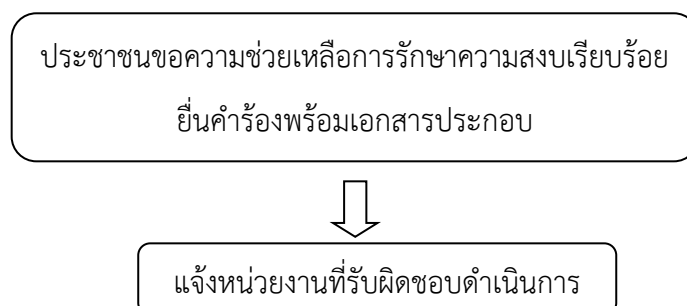 ประชาชนขอความช่วยเหลือการรักษาความสงบเรียบร้อย
ยื่นคำร้องพร้อมเอกสารประกอบ
แจ้งหน่วยงานที่รับผิดชอบดำเนินการ